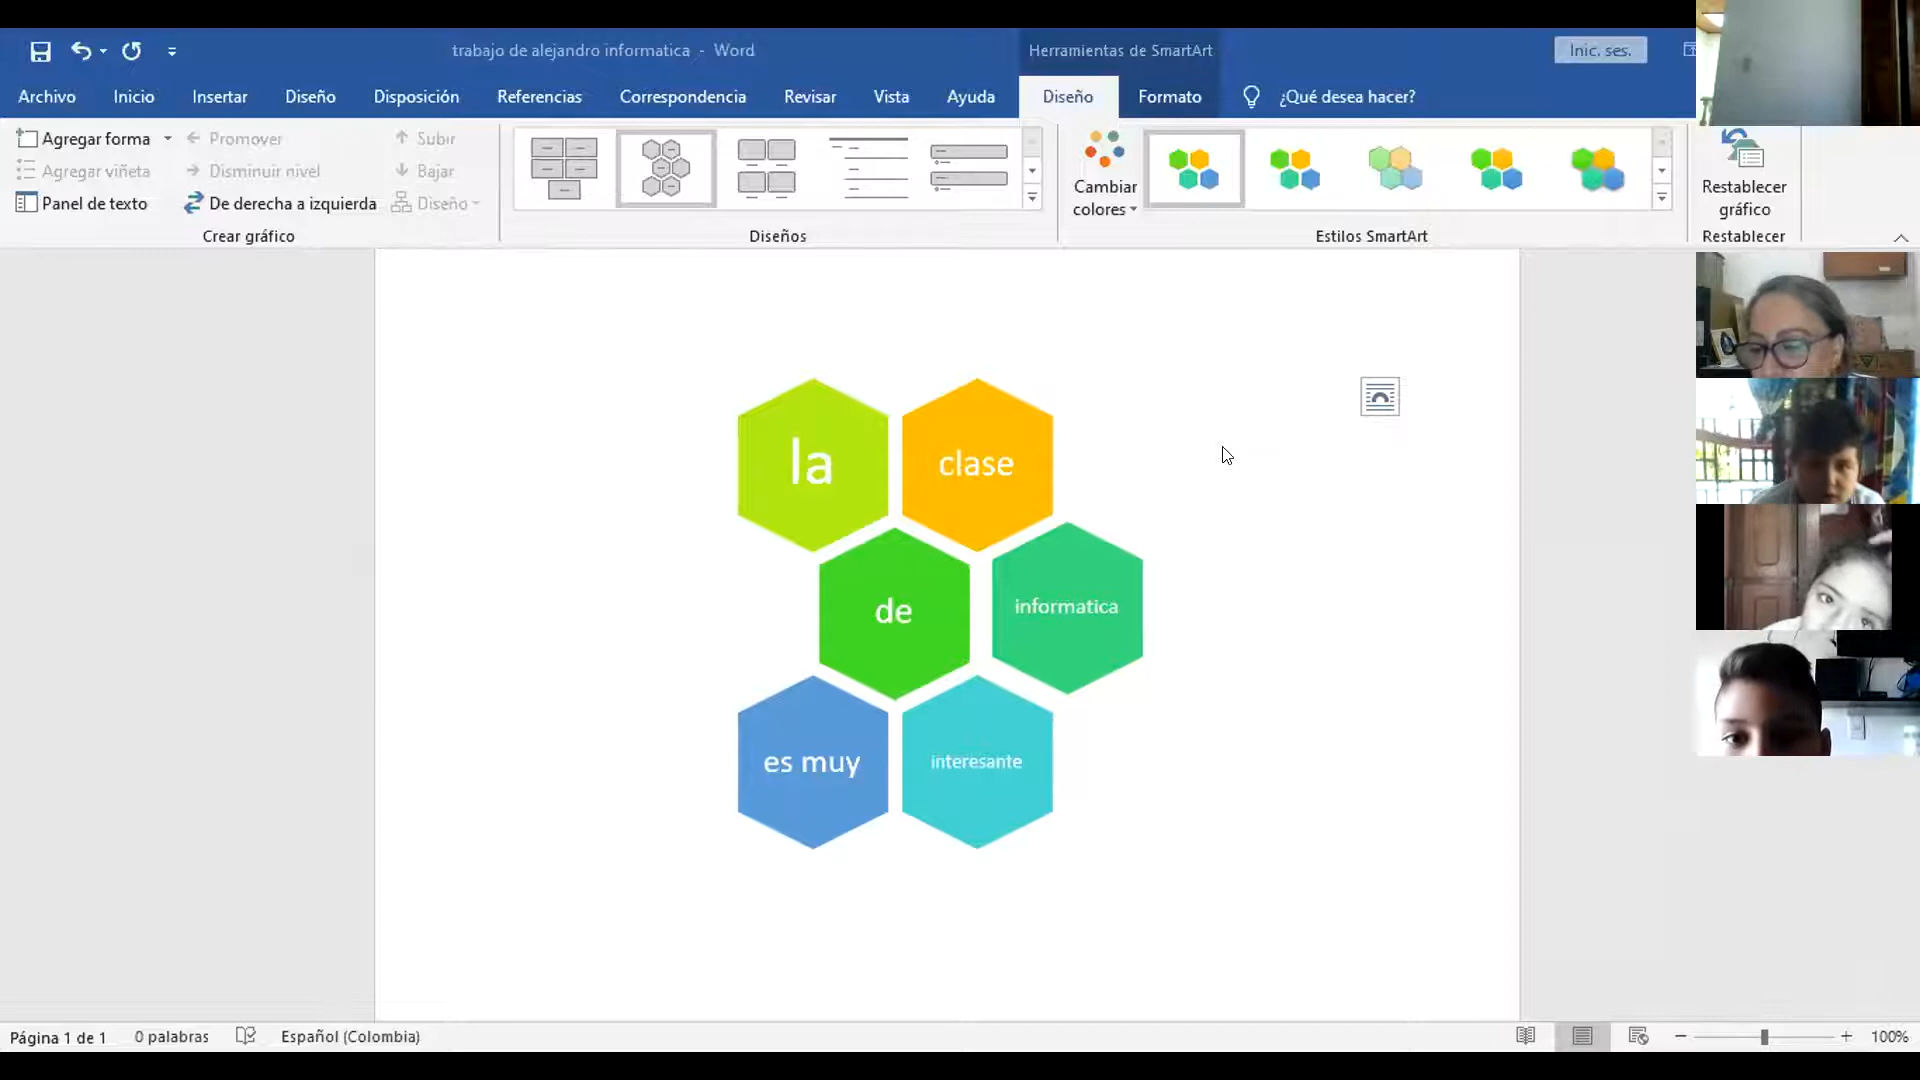 trabajo de alejandro informatica - Word
Herramientas de SmartArt
Inic. ses.
Archivo Inicio Insertar Diseño Disposición Referencias Correspondencia Revisar Vista Ayuda Diseño Formato ¿Qué desea hacer?
Agregar forma Promover Subir
Agregar viñeta Disminuir nivel Bajar
Panel de texto De derecha a izquierda Diseño
Crear gráfico
Diseños
Cambiar
colores
Estilos SmartArt
Restablecer
gráfico
Restablecer
la clase
de informatica
es muy interesante
Página 1 de 1 0 palabras Español (Colombia) 100%